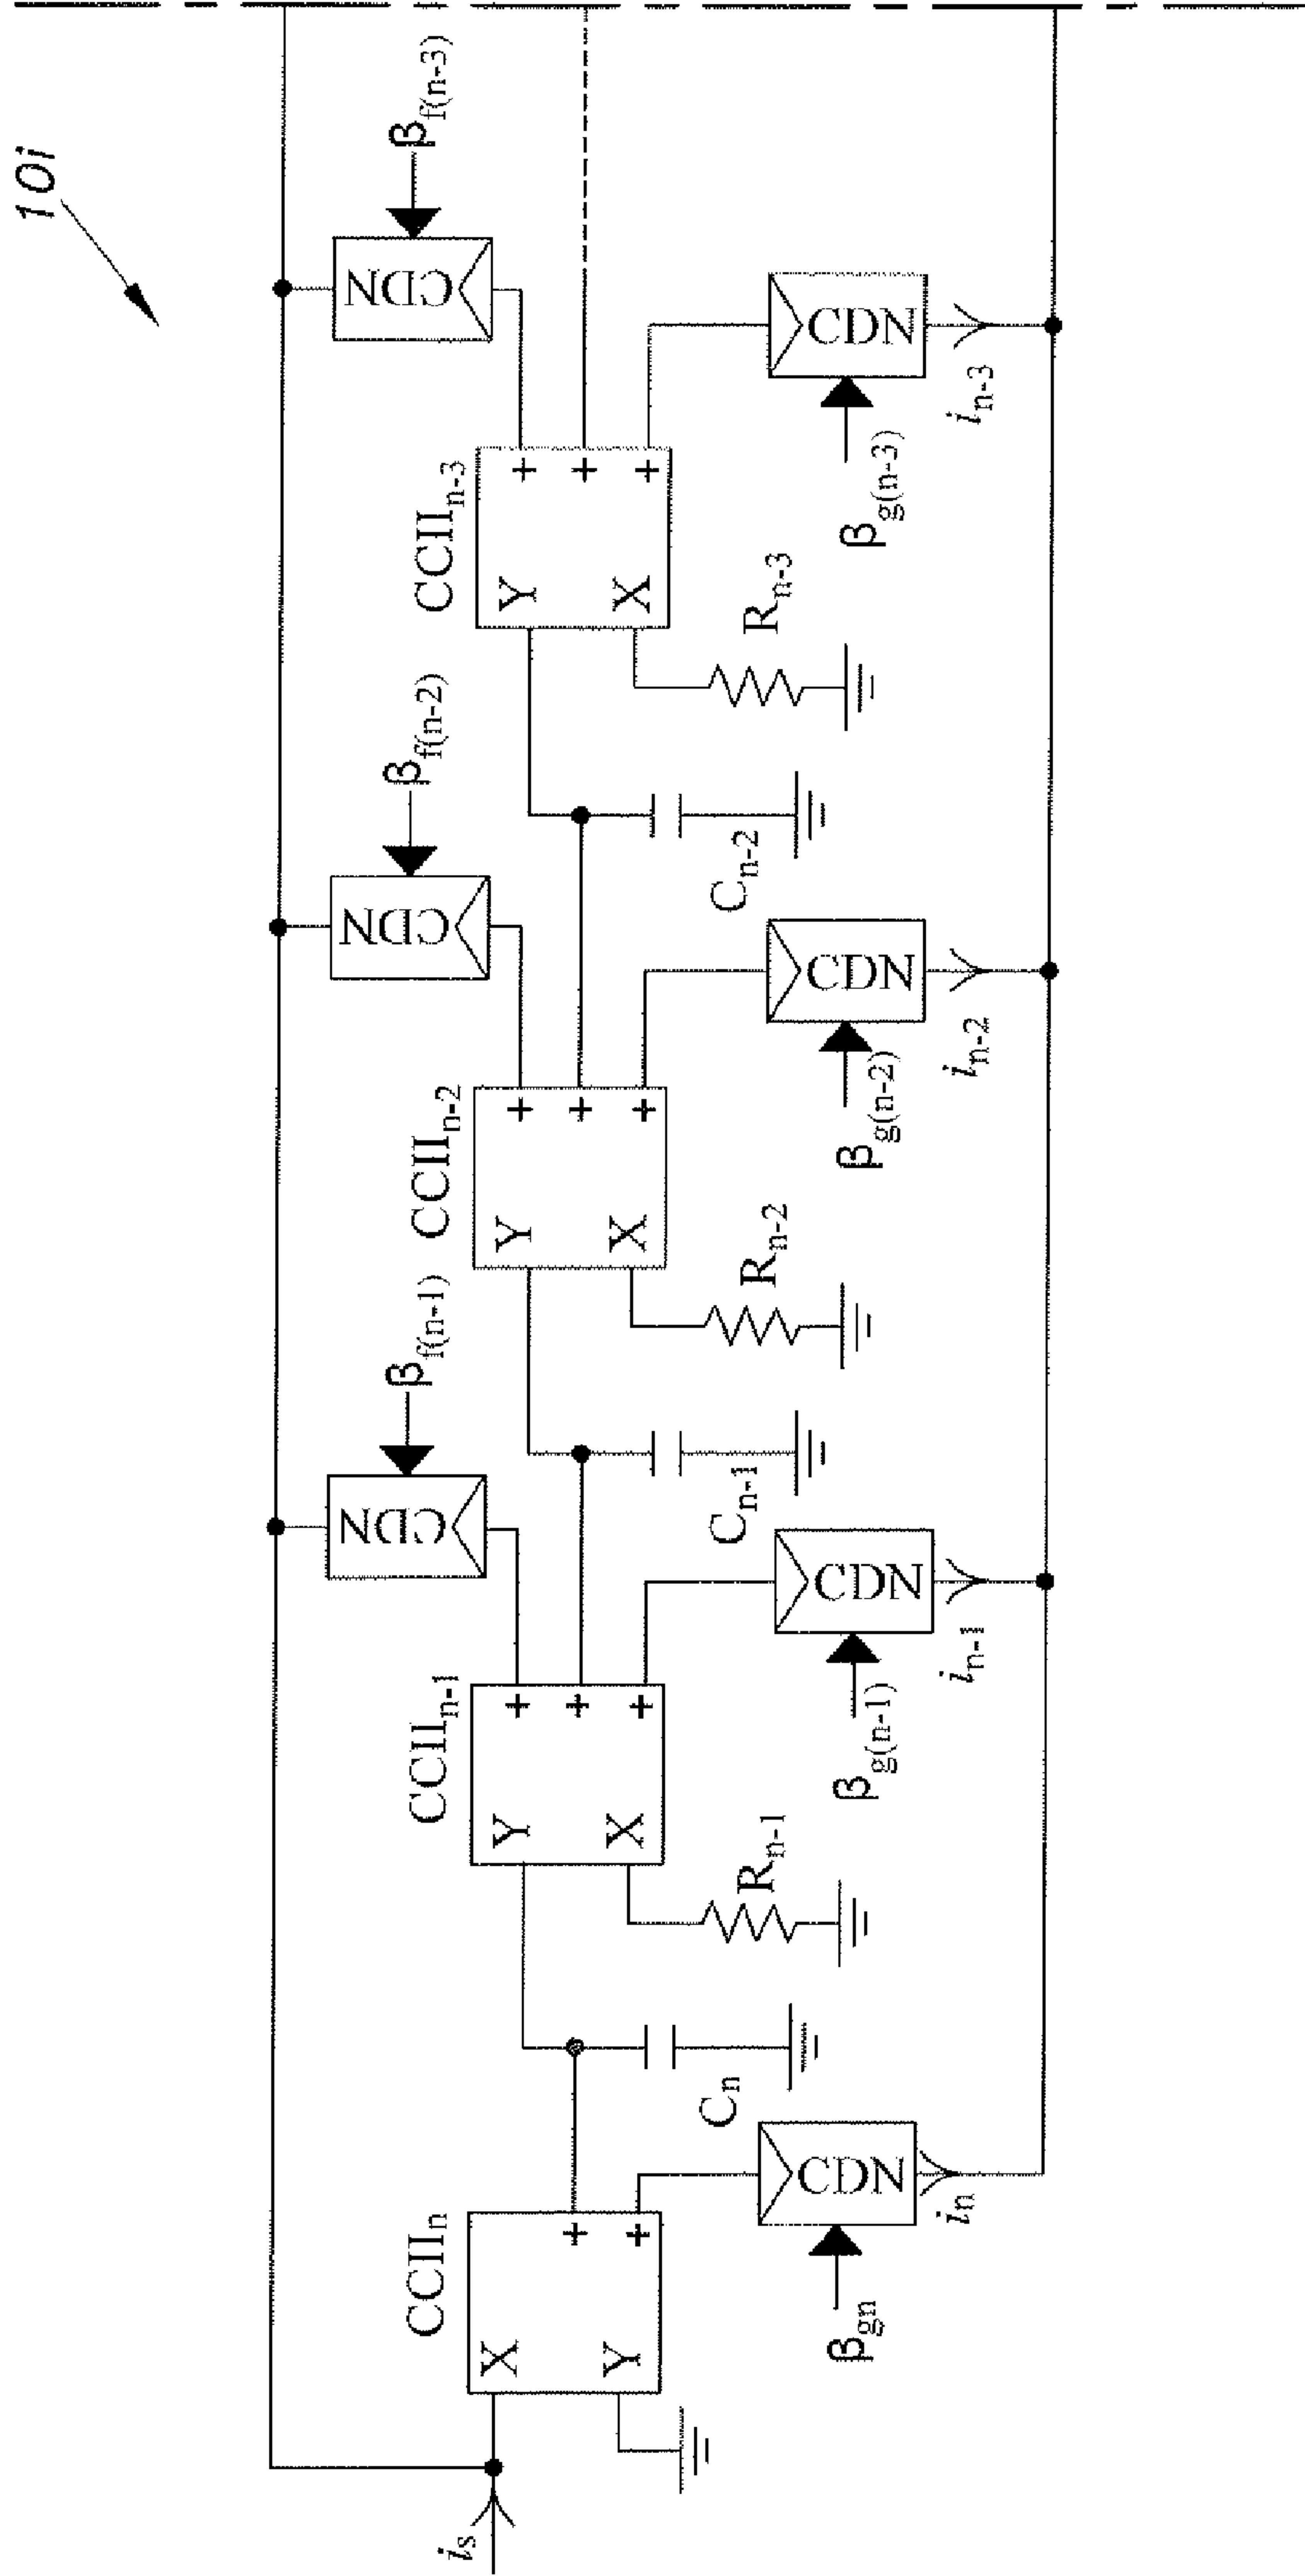 10i
β_f(n-1)
β_f(n-2)
β_f(n-3)
CDN
CDN
CDN
CCII_n
CCII_n-1
CCII_n-2
CCII_n-3
i_s
X
+
Y
+
Y
+
+
X
+
Y
+
+
X
+
Y
+
+
X
+
C_n
R_n-1
C_n-1
R_n-2
C_n-2
R_n-3
CDN
CDN
CDN
CDN
β_gn
β_g(n-1)
β_g(n-2)
β_g(n-3)
i_n
i_n-1
i_n-2
i_n-3